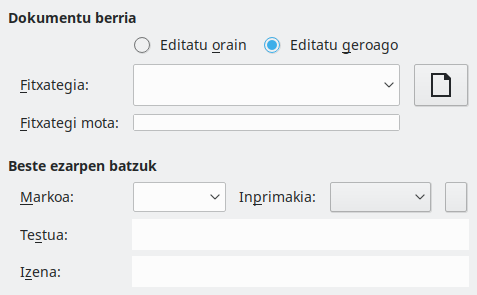 Dokumentu berria
Editatu orain Editatu geroago
Fitxategia:
Fitxategi mota:
Beste ezarpen batzuk
Markoa: Inprimakia:
Testua:
Izena: